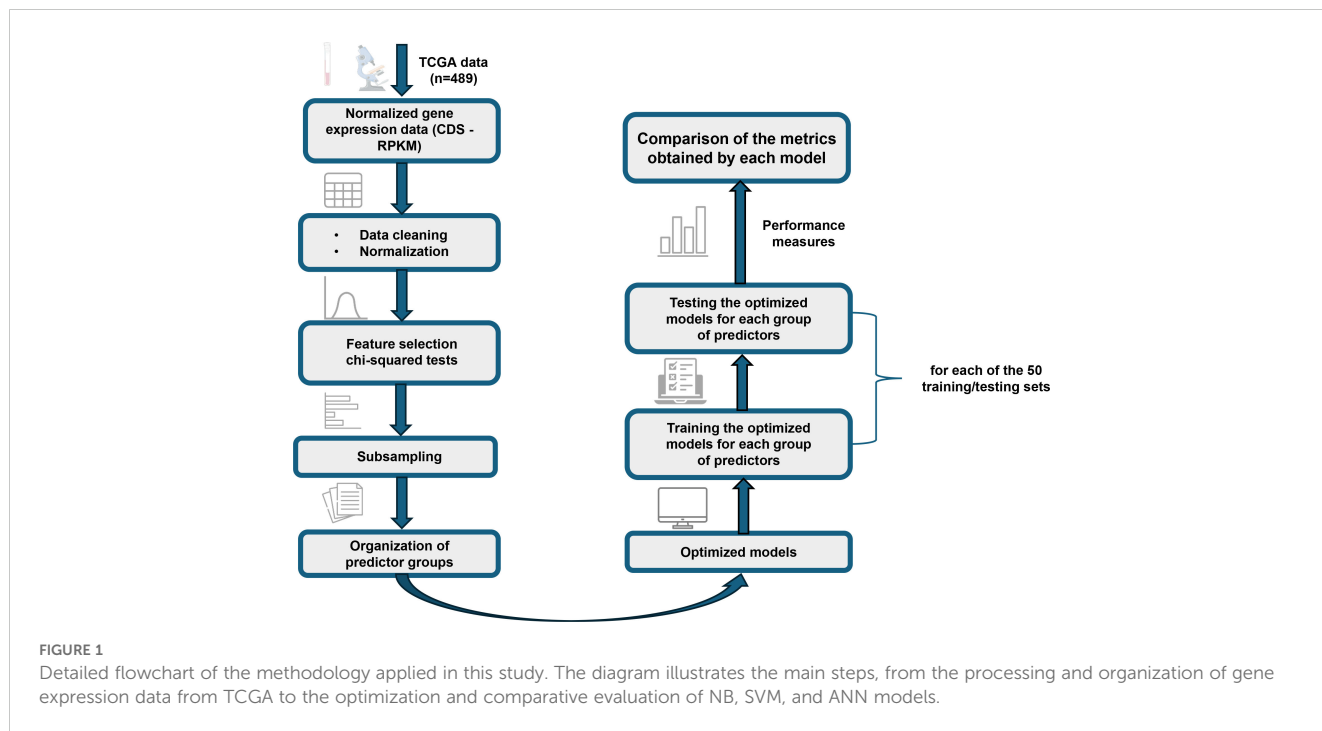 TCGA data
(n=489)
Normalized gene
expression data (CDS -
RPKM)
• Data cleaning
• Normalization
Feature selection
chi-squared tests
Subsampling
Organization of
predictor groups
Comparison of the metrics
obtained by each model
Performance
measures
Testing the optimized
models for each group
of predictors
for each of the 50
training/testing sets
Training the optimized
models for each group
of predictors
Optimized models
FIGURE 1
Detailed flowchart of the methodology applied in this study. The diagram illustrates the main steps, from the processing and organization of gene
expression data from TCGA to the optimization and comparative evaluation of NB, SVM, and ANN models.